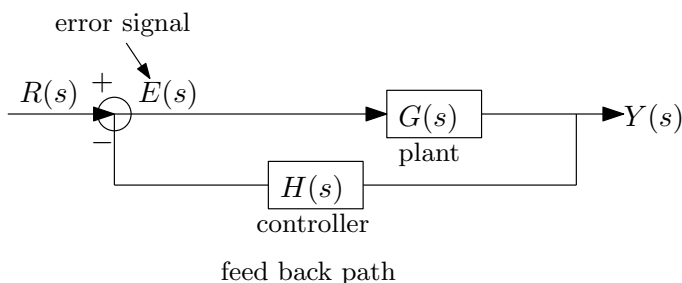 error signal
+
R(s)
E(s)
−
G(s)
Y(s)
plant
H(s)
controller
feed back path